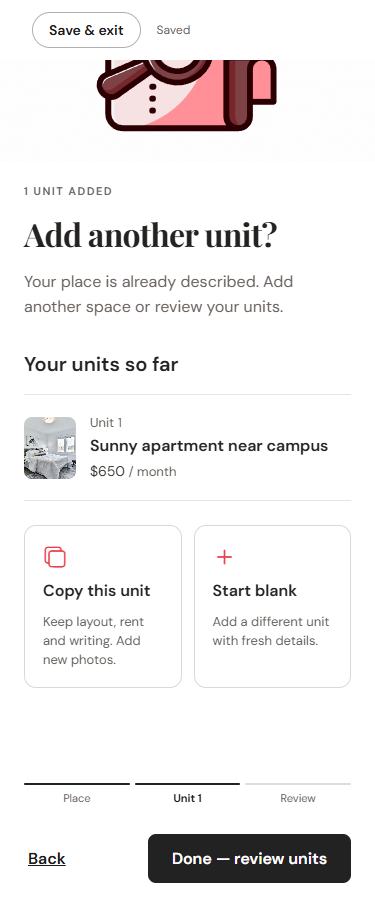 Save & exit
Saved
1 UNIT ADDED
Add another unit?
Your place is already described. Add
another space or review your units.
Your units so far
Unit 1
Sunny apartment near campus
$650 / month
Copy this unit
Keep layout, rent
and writing. Add
new photos.
Start blank
Add a different unit
with fresh details.
Place
Unit 1
Review
Back
Done — review units